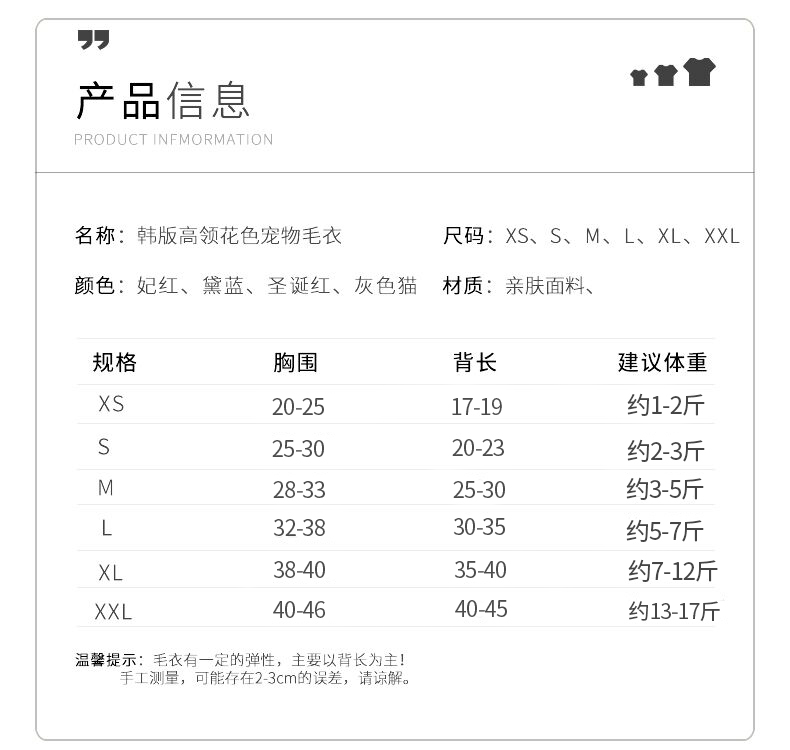 产品信息
PRODUCT INFMORMATION
名称：韩版高领花色宠物毛衣 尺码：XS、S、M、L、XL、XXL
颜色：妃红、黛蓝、圣诞红、灰色猫 材质：亲肤面料、
规格 胸围 背长 建议体重
XS 20-25 17-19 约1-2斤
S 25-30 20-23 约2-3斤
M 28-33 25-30 约3-5斤
L 32-38 30-35 约5-7斤
XL 38-40 35-40 约7-12斤
XXL 40-46 40-45 约13-17斤
温馨提示：毛衣有一定的弹性，主要以背长为主！
手工测量，可能存在2-3cm的误差，请谅解。